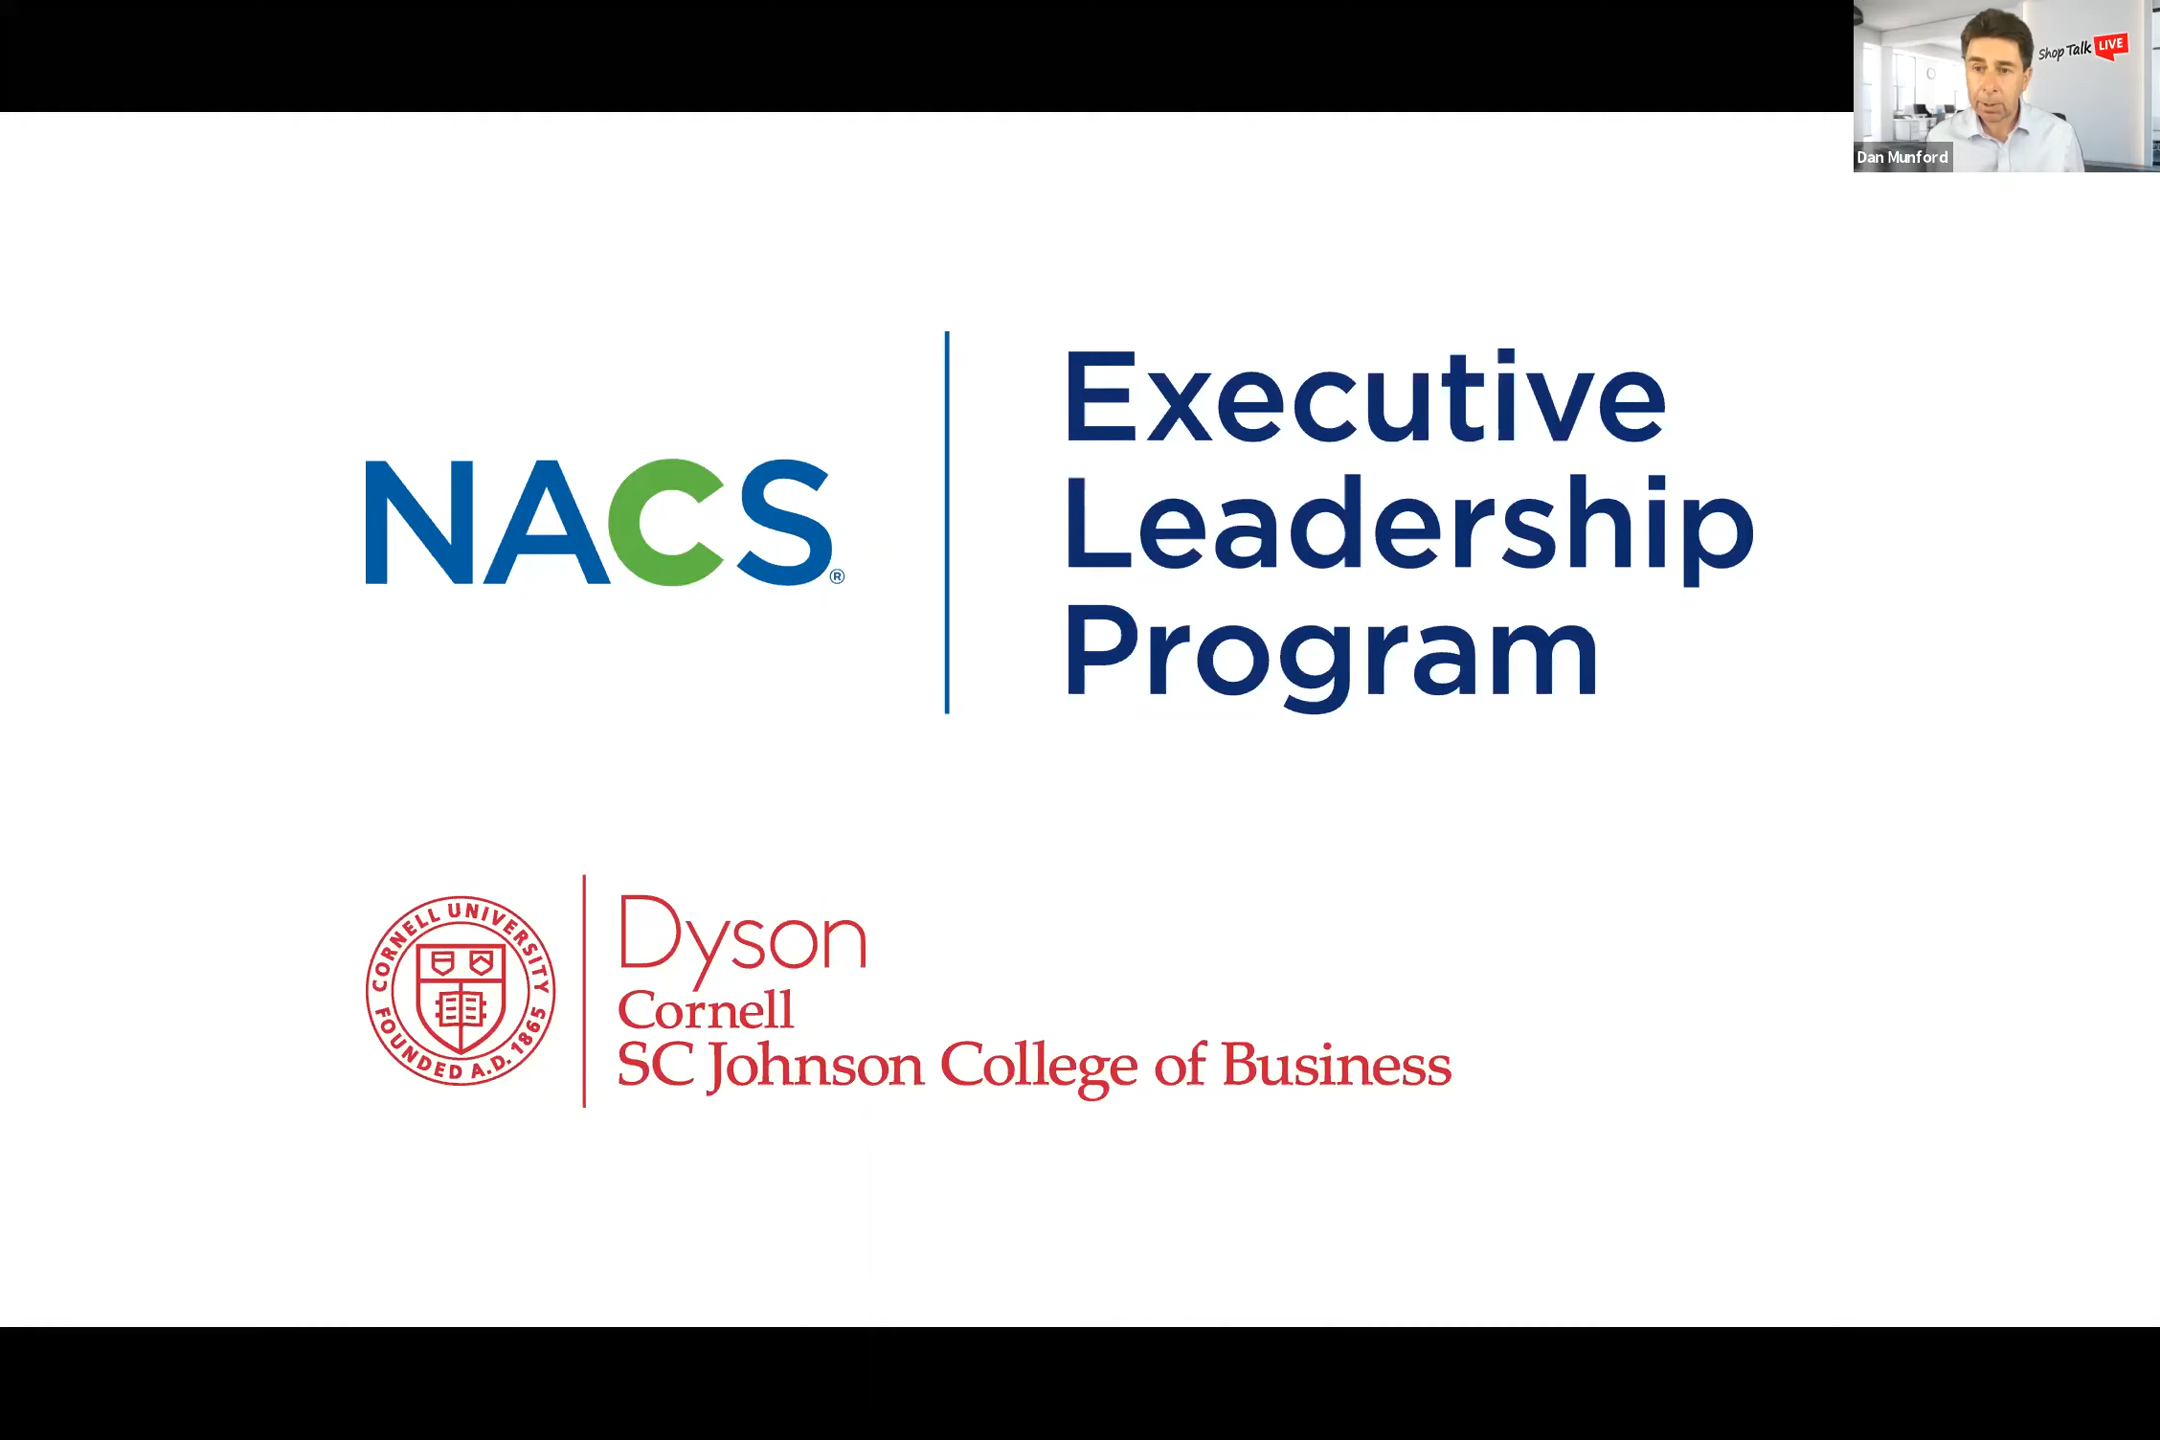 Shop Talk LIVE
Dan Munford
NACS®
Executive
Leadership
Program
CORNELL UNIVERSITY
FOUNDED A.D. 1865
Dyson
Cornell
SC Johnson College of Business